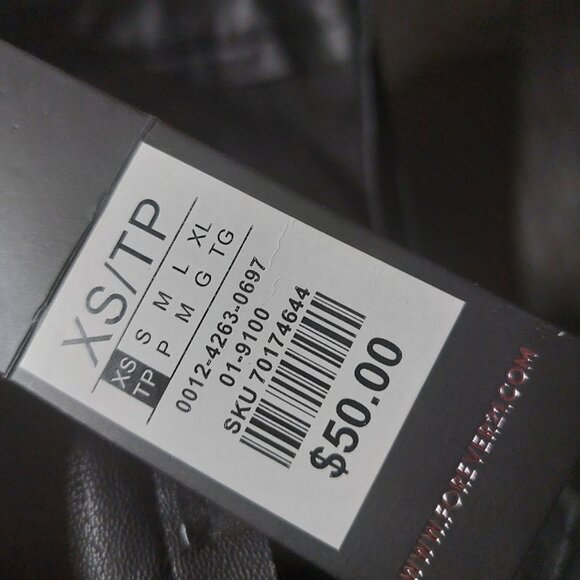 XS/TP
XS S M L XL
TP P M G TG
0012-4263-0697
01-9100
SKU 70174644
$50.00
WWW.FOREVER21.COM